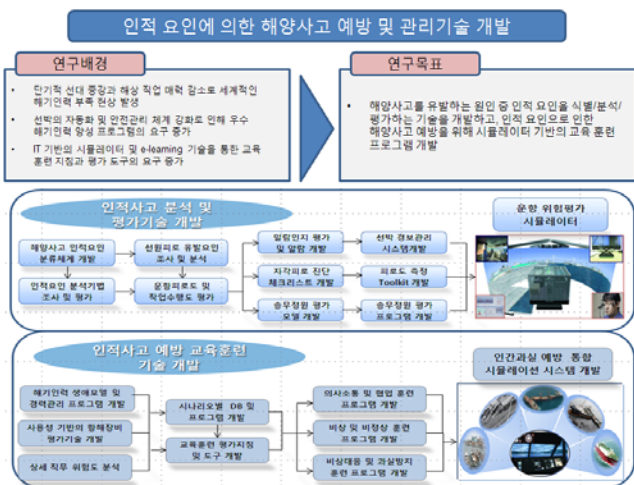 인적 요인에 의한 해양사고 예방 및 관리기술 개발
연구배경
• 단기적 선대 증강과 해상 직업 매력 감소로 세계적인
해기인력 부족 현상 발생
• 선박의 자동화 및 안전관리 체계 강화로 인해 우수
해기인력 양성 프로그램의 요구 증가
• IT 기반의 시뮬레이터 및 e-learning 기술을 통한 교육
훈련 지침과 평가 도구의 요구 증가
연구목표
• 해양사고를 유발하는 원인 중 인적 요인을 식별/분석/
평가하는 기술을 개발하고, 인적 요인으로 인한
해양사고 예방을 위해 시뮬레이터 기반의 교육 훈련
프로그램 개발
인적사고 분석 및
평가기술 개발
해양사고 인적요인
분류체계 개발
선원피로 유발요인
조사 및 분석
알람인지 평가
및 알람 개발
선박 경보관리
시스템개발
인적요인 분석기법
조사 및 평가
운항피로도 및
작업수행도 평가
자각피로 진단
체크리스트 개발
피로도 측정
Toolkit 개발
승무정원 평가
모델 개발
승무정원 평가
프로그램 개발
운항 위험평가
시뮬레이터
인적사고 예방 교육훈련
기술 개발
해기인력 생애모델 및
경력관리 프로그램 개발
사용성 기반의 항해장비
평가기술 개발
상세 직무 위험도 분석
시나리오별 DB 및
프로그램 개발
교육훈련 평가지침
및 도구 개발
의사소통 및 협업 훈련
프로그램 개발
비상 및 비정상 훈련
프로그램 개발
비상대응 및 과실방지
훈련 프로그램 개발
인간과실 예방 통합
시뮬레이션 시스템 개발